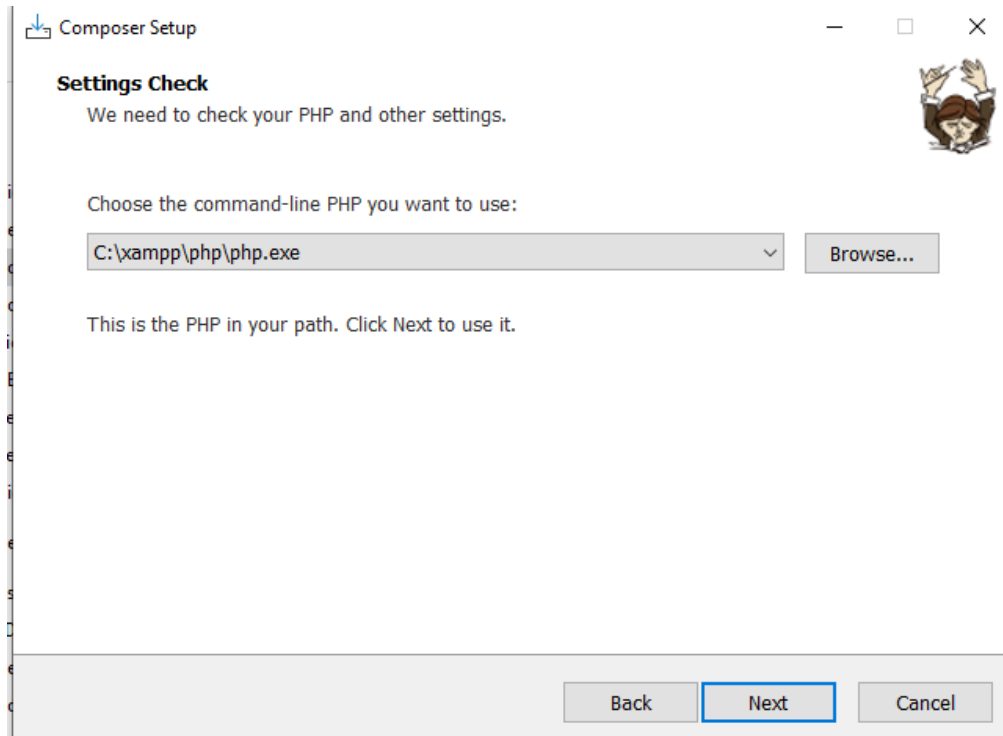 Composer Setup
Settings Check
We need to check your PHP and other settings.
Choose the command-line PHP you want to use:
C:\xampp\php\php.exe
Browse...
This is the PHP in your path. Click Next to use it.
Back
Next
Cancel